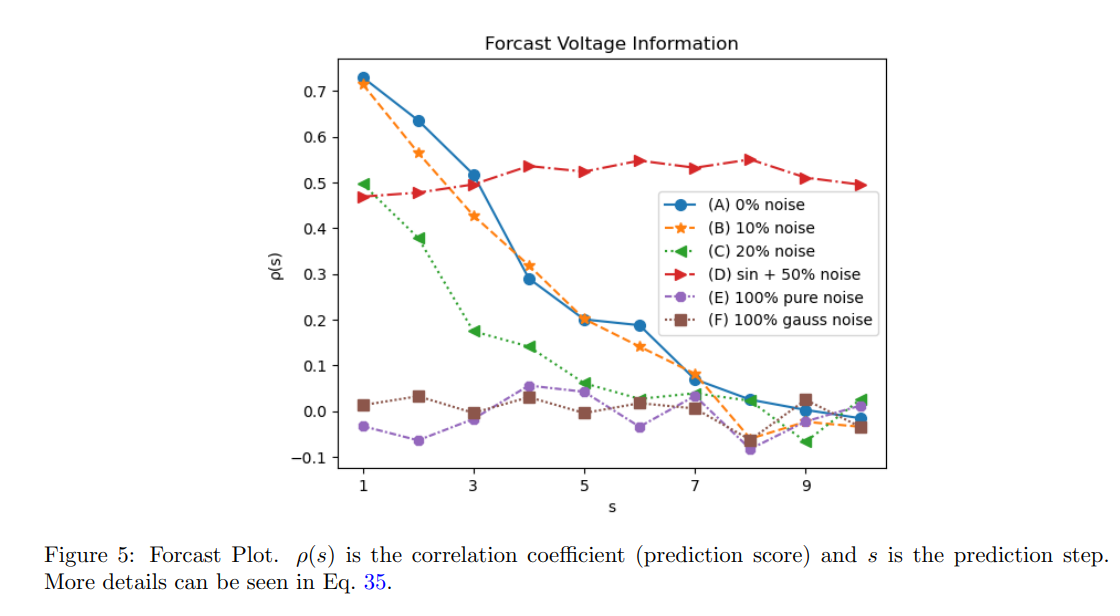 Forcast Voltage Information
0.7
0.6
0.5
0.4
0.3
0.2
0.1
0.0
−0.1
ρ(s)
(A) 0% noise
(B) 10% noise
(C) 20% noise
(D) sin + 50% noise
(E) 100% pure noise
(F) 100% gauss noise
1 3 5 7 9
s
Figure 5: Forcast Plot. ρ(s) is the correlation coefficient (prediction score) and s is the prediction step.
More details can be seen in Eq. 35.